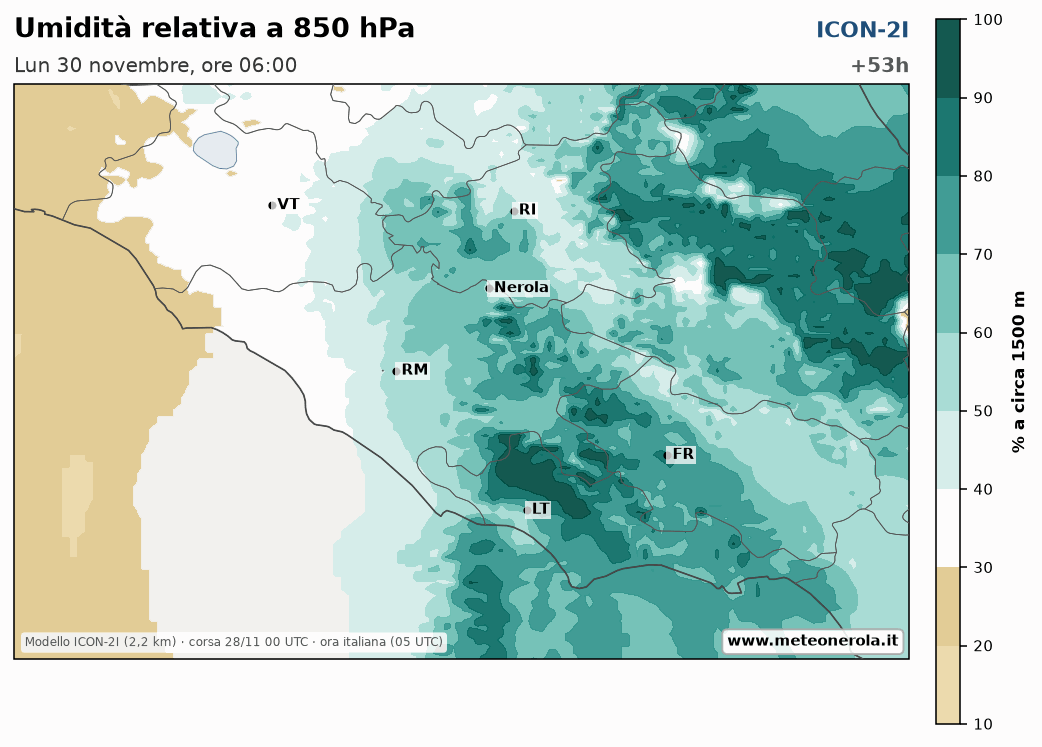 Umidità relativa a 850 hPa
ICON-2I
Lun 30 novembre, ore 06:00
+53h
VT
RI
Nerola
RM
FR
LT
Modello ICON-2I (2,2 km) · corsa 28/11 00 UTC · ora italiana (05 UTC)
www.meteonerola.it
100
90
80
70
60
50
40
30
20
10
% a circa 1500 m